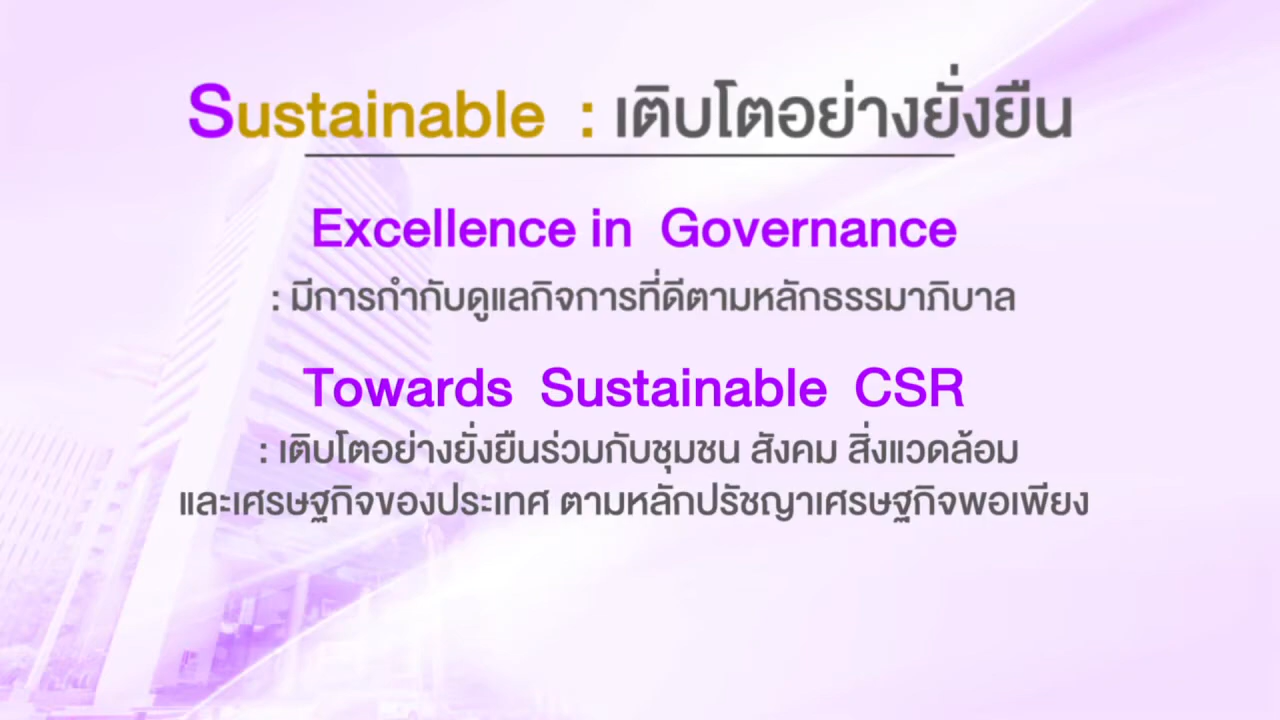 Sustainable : เติบโตอย่างยั่งยืน
Excellence in Governance
: มีการกำกับดูแลกิจการที่ดีตามหลักธรรมาภิบาล
Towards Sustainable CSR
: เติบโตอย่างยั่งยืนร่วมกับชุมชน สังคม สิ่งแวดล้อม
และเศรษฐกิจของประเทศ ตามหลักปรัชญาเศรษฐกิจพอเพียง